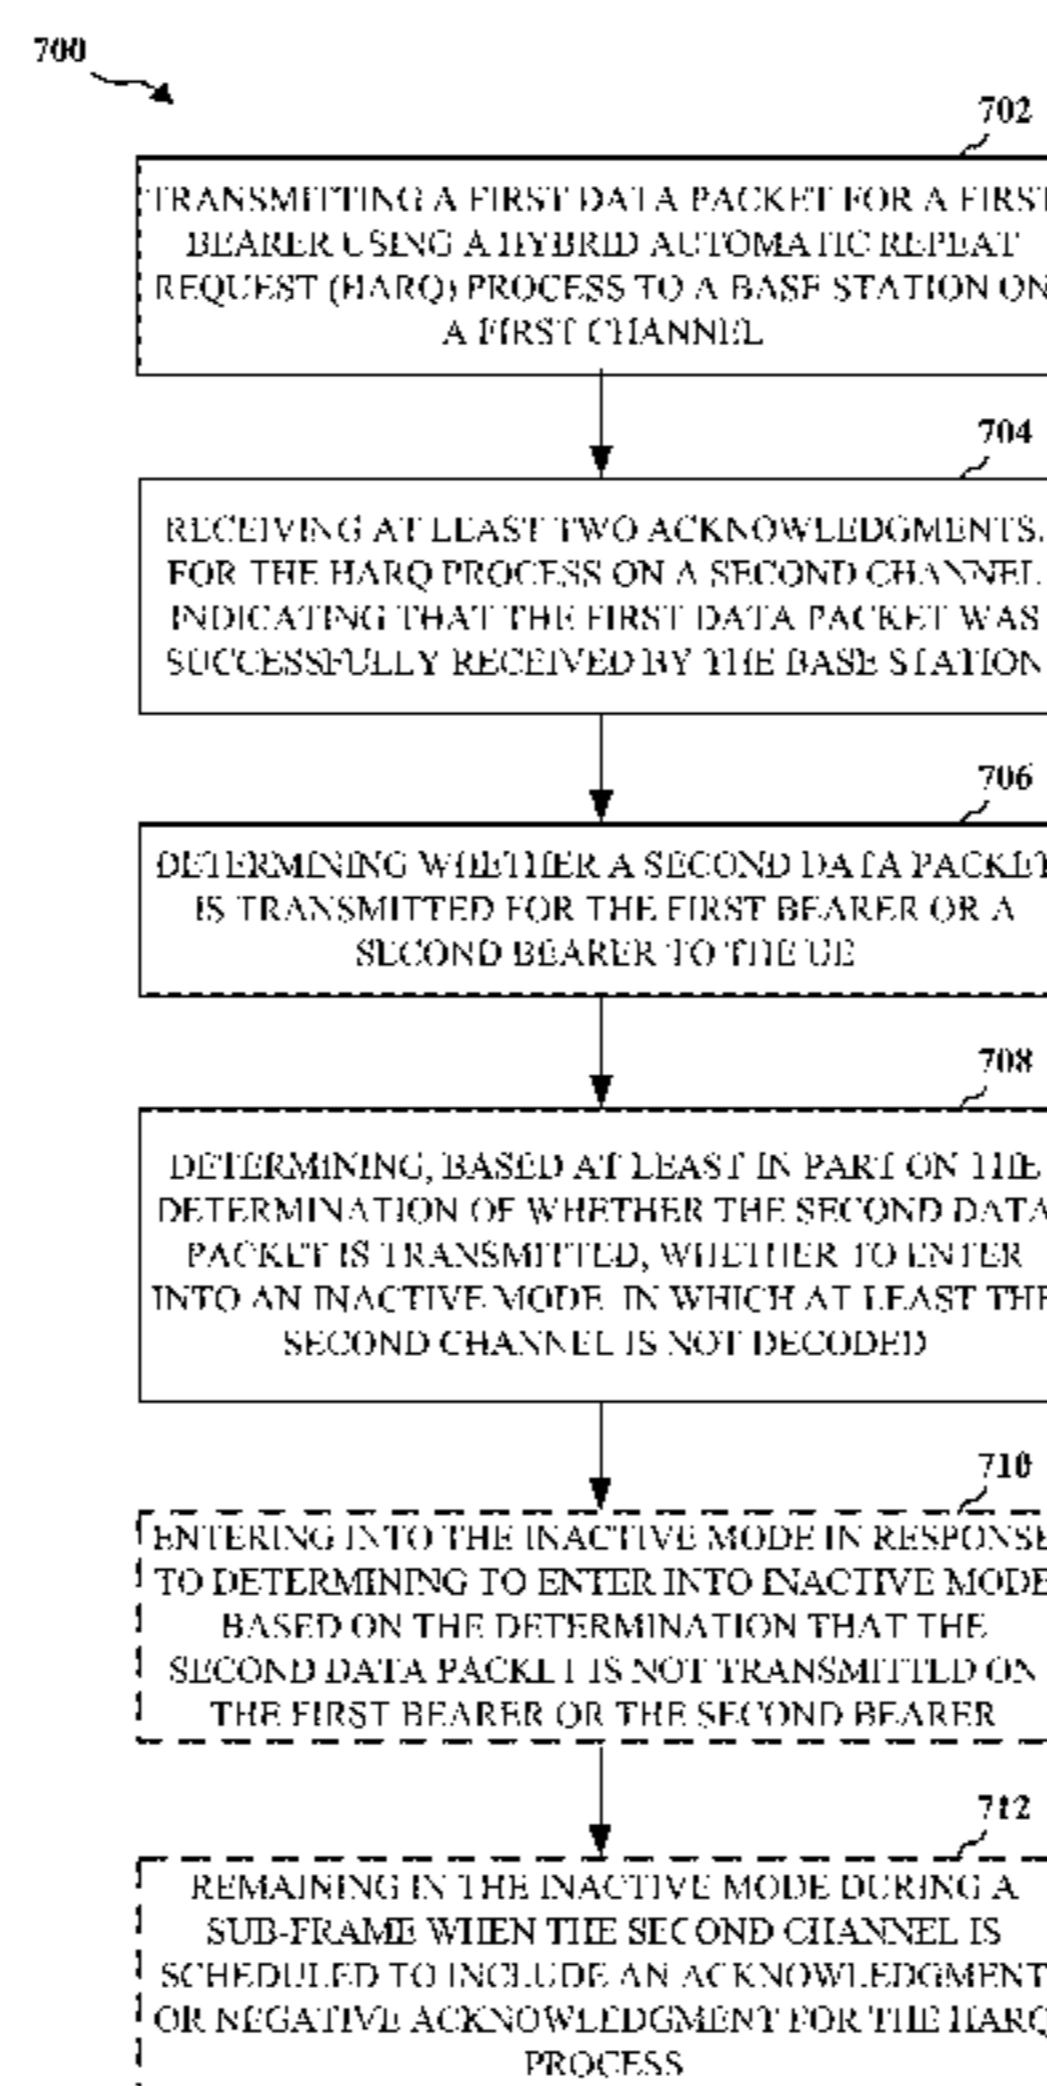 700
702
TRANSMITTING A FIRST DATA PACKET FOR A FIRST
BEARER USING A HYBRID AUTOMATIC REPEAT
REQUEST (HARQ) PROCESS TO A BASE STATION ON
A FIRST CHANNEL
704
RECEIVING AT LEAST TWO ACKNOWLEDGMENTS,
FOR THE HARQ PROCESS ON A SECOND CHANNEL
INDICATING THAT THE FIRST DATA PACKET WAS
SUCCESSFULLY RECEIVED BY THE BASE STATION
706
DETERMINING WHETHER A SECOND DATA PACKET
IS TRANSMITTED FOR THE FIRST BEARER OR A
SECOND BEARER TO THE UE
708
DETERMINING, BASED AT LEAST IN PART ON THE
DETERMINATION OF WHETHER THE SECOND DATA
PACKET IS TRANSMITTED, WHETHER TO ENTER
INTO AN INACTIVE MODE IN WHICH AT LEAST THE
SECOND CHANNEL IS NOT DECODED
710
ENTERING INTO THE INACTIVE MODE IN RESPONSE
TO DETERMINING TO ENTER INTO INACTIVE MODE
BASED ON THE DETERMINATION THAT THE
SECOND DATA PACKET IS NOT TRANSMITTED ON
THE FIRST BEARER OR THE SECOND BEARER
712
REMAINING IN THE INACTIVE MODE DURING A
SUB-FRAME WHEN THE SECOND CHANNEL IS
SCHEDULED TO INCLUDE AN ACKNOWLEDGMENT
OR NEGATIVE ACKNOWLEDGMENT FOR THE HARQ
PROCESS